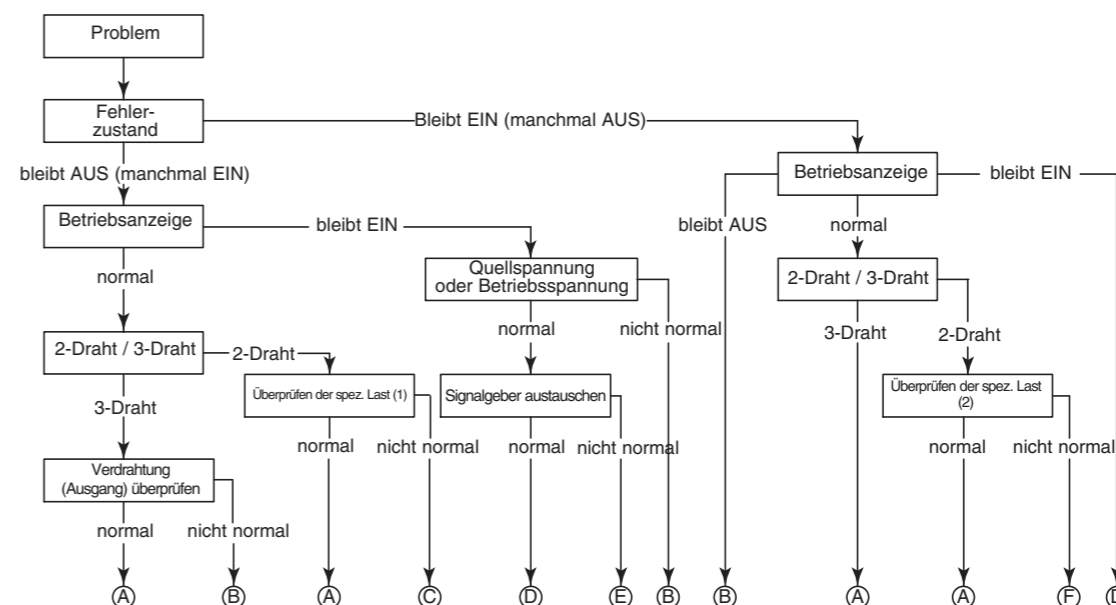 Problem
Fehler-
zustand
Bleibt EIN (manchmal AUS)
bleibt AUS (manchmal EIN)
Betriebsanzeige
bleibt EIN
Betriebsanzeige
bleibt EIN
bleibt AUS
normal
normal
Quellspannung
oder Betriebsspannung
2-Draht / 3-Draht
normal
nicht normal
3-Draht
2-Draht
2-Draht / 3-Draht
2-Draht
Überprüfen der spez. Last (1)
Signalgeber austauschen
Überprüfen der spez. Last
(2)
3-Draht
normal
nicht normal
normal
nicht normal
normal
nicht normal
Verdrahtung
(Ausgang) überprüfen
normal
nicht normal
A B A C D E B B A A F